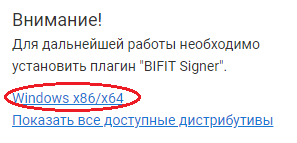 Внимание!
Для дальнейшей работы необходимо
установить плагин "BIFIT Signer".
Windows x86/x64
Показать все доступные дистрибутивы